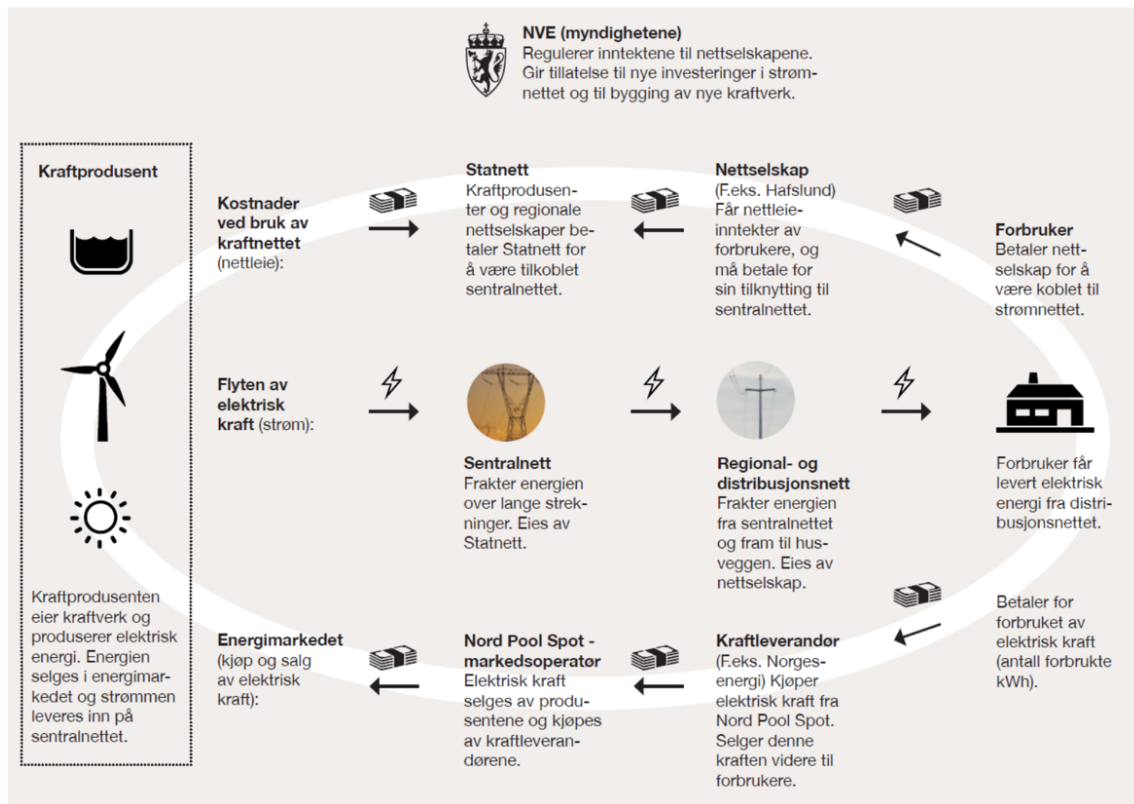 NVE (myndighetene)
Regulerer inntektene til nettselskapene.
Gir tillatelse til nye investeringer i strøm-
nettet og til bygging av nye kraftverk.
Kraftprodusent
Kraftprodusenten
eier kraftverk og
produserer elektrisk
energi. Energien
selges i energimar-
kedet og strømmen
leveres inn på
sentralnettet.
Kostnader
ved bruk av
kraftnettet
(nettleie):
Statnett
Kraftprodusen-
ter og regionale
nettselskaper be-
taler Statnett for
å være tilkoblet
sentralnettet.
Nettselskap
(F.eks. Hafslund)
Får nettleie-
inntekter av
forbrukere, og
må betale for
sin tilknytting til
sentralnettet.
Forbruker
Betaler nett-
selskap for å
være koblet til
strømnettet.
Flyten av
elektrisk
kraft (strøm):
Sentralnett
Frakter energien
over lange strek-
ninger. Eies av
Statnett.
Regional- og
distribusjonsnett
Frakter energien
fra sentralnettet
og fram til hus-
veggen. Eies av
nettselskap.
Forbruker får
levert elektrisk
energi fra distri-
busjonsnettet.
Energimarkedet
(kjøp og salg
av elektrisk
kraft):
Nord Pool Spot -
markedsoperatør
Elektrisk kraft
selges av produ-
sentene og kjøpes
av kraftleveran-
dørene.
Kraftleverandør
(F.eks. Norges-
energi) Kjøper
elektrisk kraft fra
Nord Pool Spot.
Selger denne
kraften videre til
forbrukere.
Betaler for
forbruket av
elektrisk kraft
(antall forbrukte
kWh).